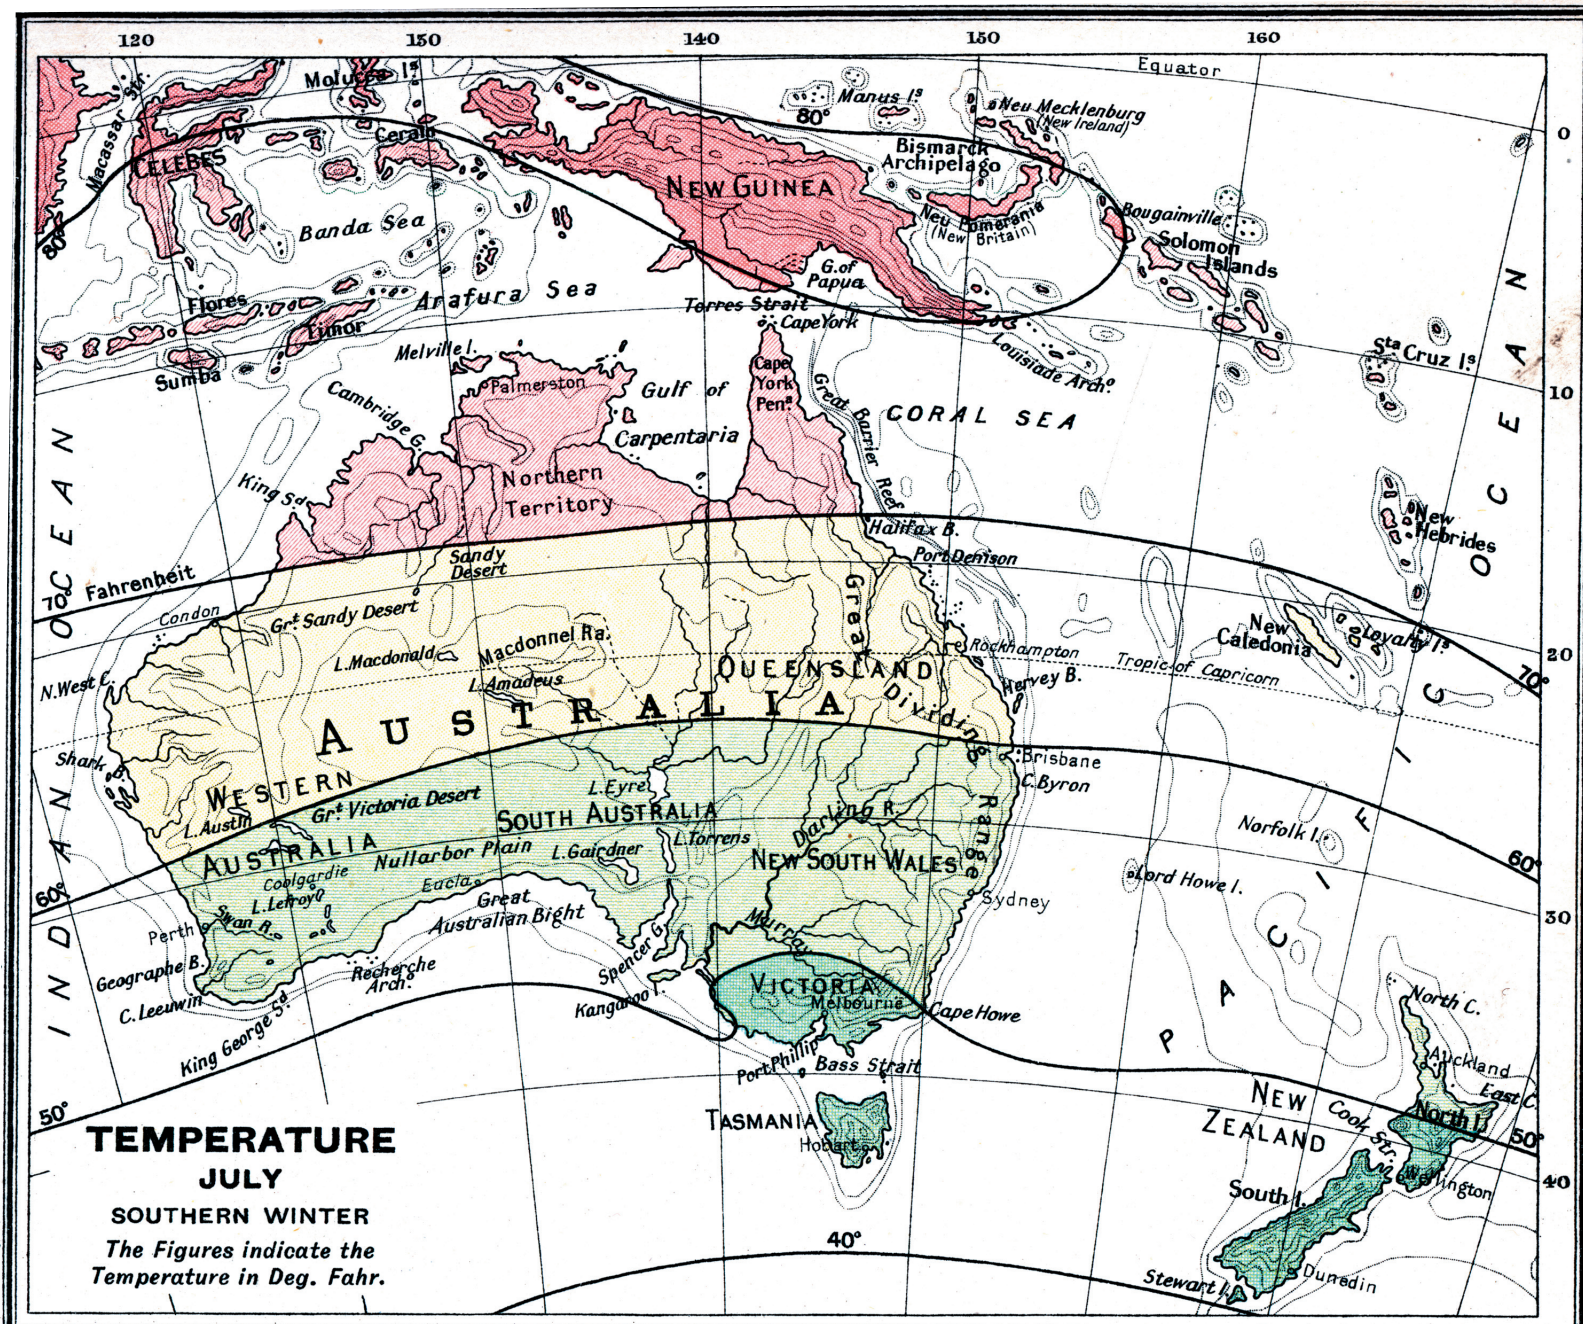 120
130
140
150
160
Equator
Macassar Str.
Molucca Is
Manus Is
Neu Mecklenburg
(New Ireland)
80°
0
CELEBES
Ceram
Bismarck
Archipelago
NEW GUINEA
Neu Pomerania
(New Britain)
Bougainville
Solomon
Islands
Banda Sea
80°
G. of
Papua
Flores
Arafura Sea
Torres Strait
Timor
Cape York
Louisiade Archo.
Sta Cruz Is.
Sumba
Melville I.
Palmerston
Cape
York
Pena.
Gulf of
Carpentaria
10
Cambridge G.
Great Barrier Reef
CORAL SEA
King Sd.
Northern
Territory
New
Hebrides
Halifax B.
Port Denison
Sandy
Desert
70°
Fahrenheit
Condon
Grt. Sandy Desert
Great Dividing Range
New
Caledonia
Loyalty Is
20
L. Macdonald
Macdonnel Ra.
Rockhampton
Tropic of Capricorn
N. West C.
L. Amadeus
QUEENSLAND
Hervey B.
70°
AUSTRALIA
Shark B.
Brisbane
C. Byron
WESTERN
AUSTRALIA
Grt. Victoria Desert
L. Eyre
SOUTH AUSTRALIA
L. Austin
Darling R.
Norfolk I.
Nullarbor Plain
L. Gairdner
L. Torrens
NEW SOUTH WALES
60°
Coolgardie
L. Lefroy
Eucla
Lord Howe I.
60°
Great
Australian Bight
Sydney
30
Perth
Swan R.
Murray
Spencer G.
Geographe B.
Recherche
Archo.
C. Leeuwin
King George Sd.
Kangaroo I.
VICTORIA
Melbourne
Cape Howe
North C.
Port Phillip
Bass Strait
Auckland
East C.
50°
TASMANIA
Hobart
NEW
ZEALAND
Cook Str.
North I.
50°
Wellington
40
South I.
40°
Stewart I.
Dunedin
INDIAN OCEAN
PACIFIC OCEAN
TEMPERATURE
JULY
SOUTHERN WINTER
The Figures indicate the
Temperature in Deg. Fahr.